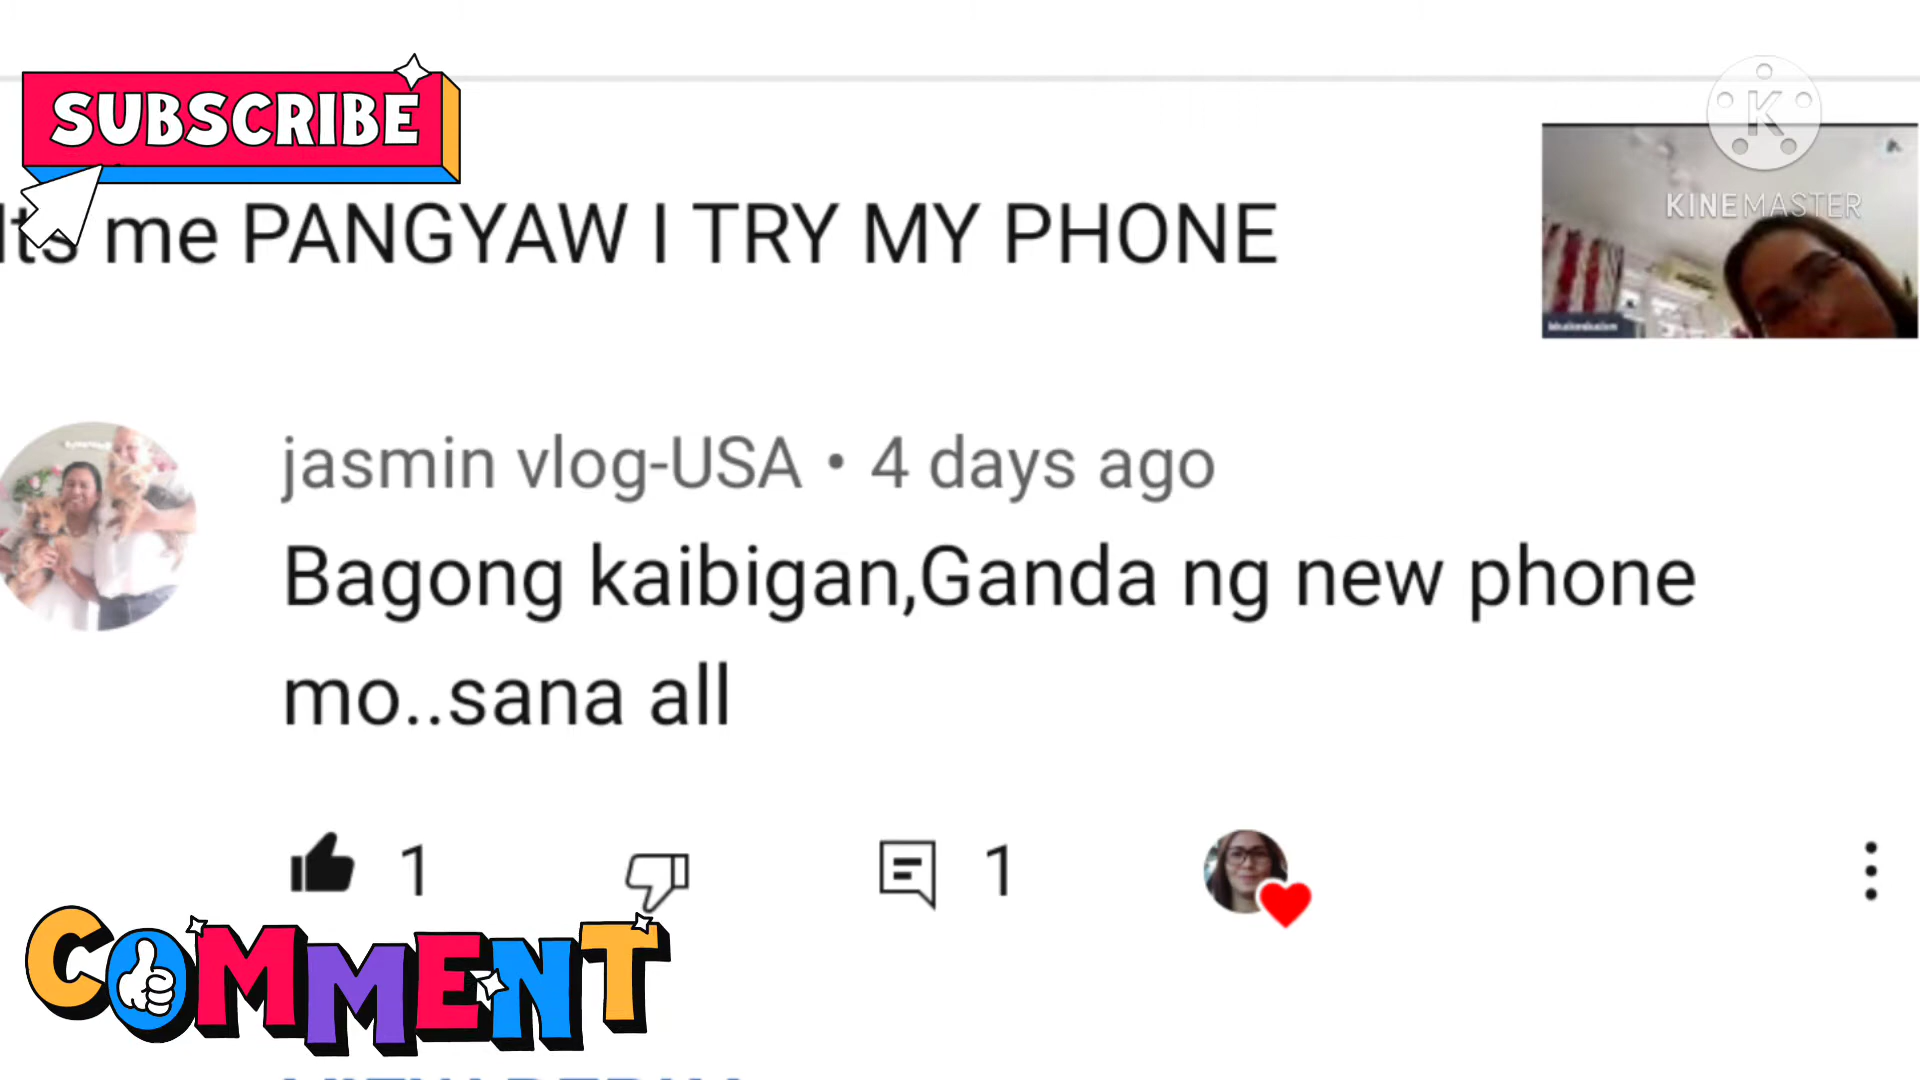 SUBSCRIBE
KINEMASTER
Its me PANGYAW I TRY MY PHONE
jasmin vlog-USA • 4 days ago
Bagong kaibigan,Ganda ng new phone
mo..sana all
1
1
COMMENT